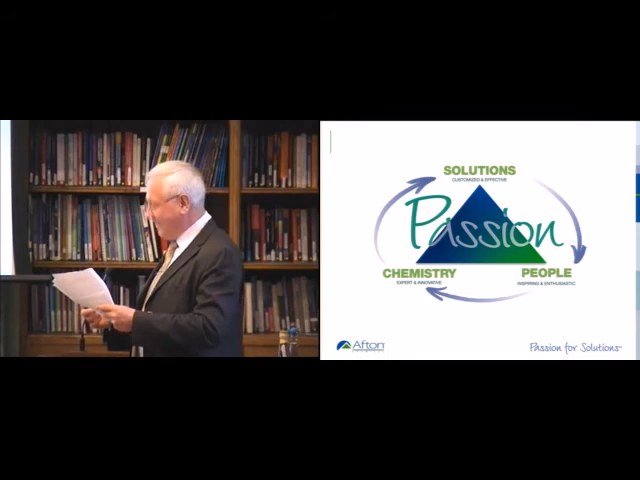 SOLUTIONS
CUSTOMIZED & EFFECTIVE
Passion
CHEMISTRY
EXPERT & INNOVATIVE
PEOPLE
INSPIRING & ENTHUSIASTIC
Afton
Passion for Solutions